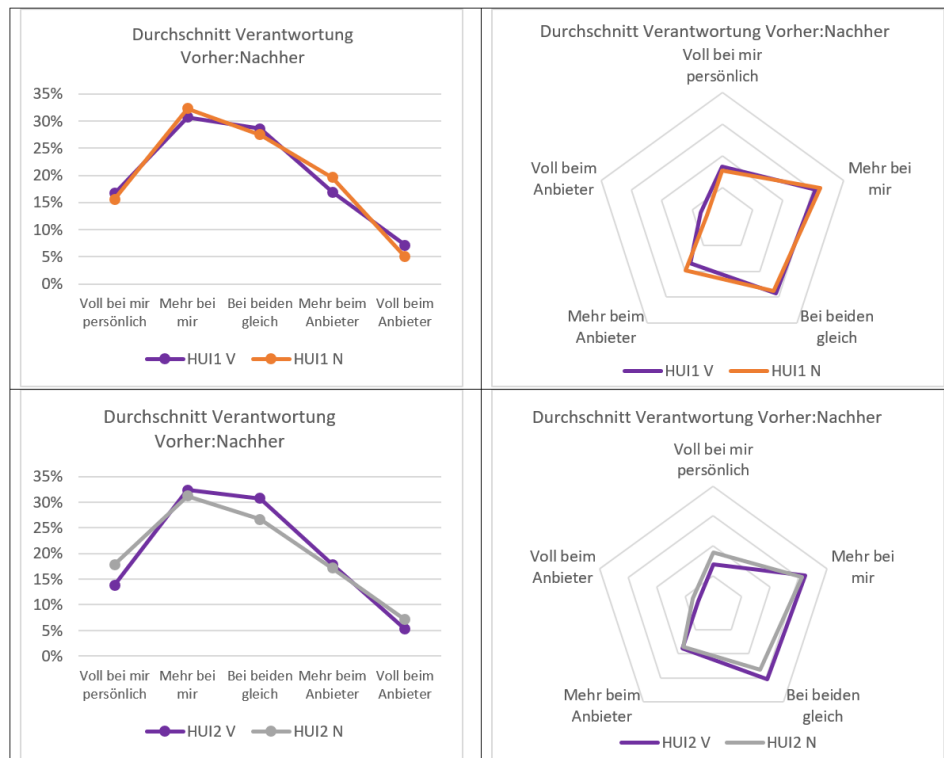 Durchschnitt Verantwortung
Vorher:Nachher
35%
30%
25%
20%
15%
10%
5%
0%
Voll bei mir
persönlich
Mehr bei
mir
Bei beiden
gleich
Mehr beim
Anbieter
Voll beim
Anbieter
HUI1 V
HUI1 N
Durchschnitt Verantwortung Vorher:Nachher
Voll bei mir
persönlich
Voll beim
Anbieter
Mehr bei
mir
Mehr beim
Anbieter
Bei beiden
gleich
HUI1 V
HUI1 N
Durchschnitt Verantwortung
Vorher:Nachher
35%
30%
25%
20%
15%
10%
5%
0%
Voll bei mir
persönlich
Mehr bei
mir
Bei beiden
gleich
Mehr beim
Anbieter
Voll beim
Anbieter
HUI2 V
HUI2 N
Durchschnitt Verantwortung Vorher:Nachher
Voll bei mir
persönlich
Voll beim
Anbieter
Mehr bei
mir
Mehr beim
Anbieter
Bei beiden
gleich
HUI2 V
HUI2 N